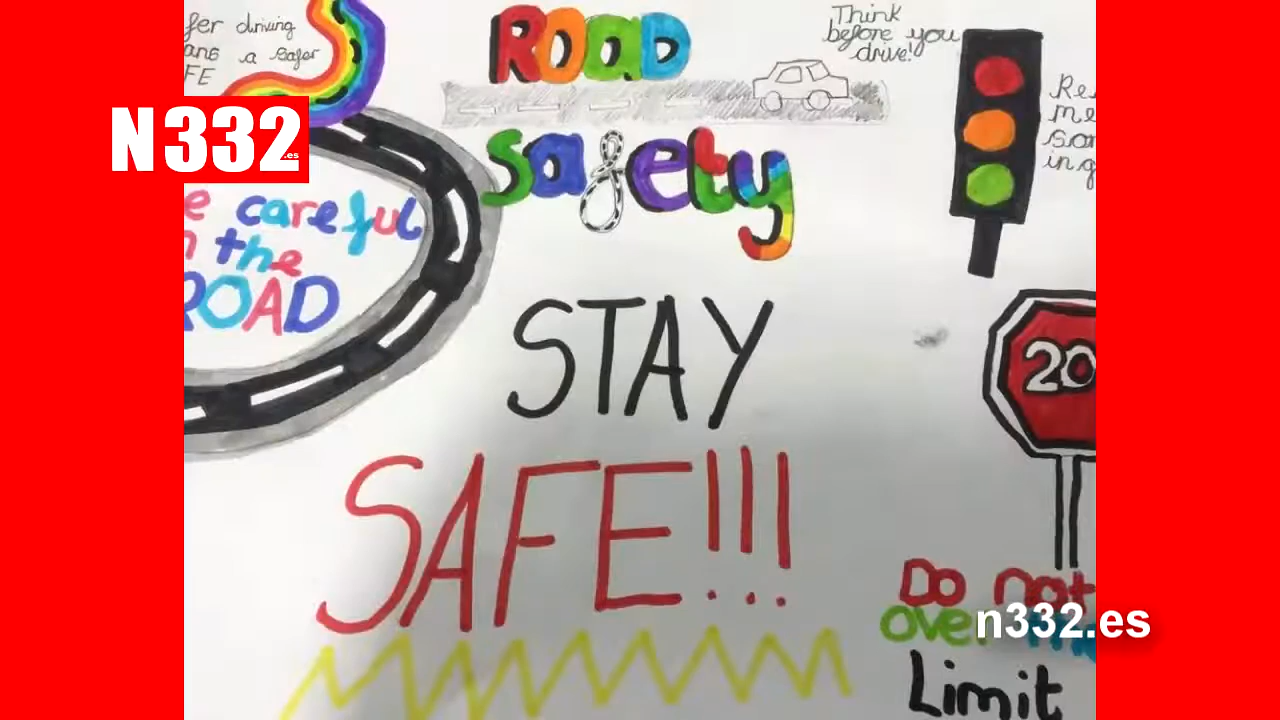 ROAD
Safety
Think
before you
drive!
fer driving
a safer
FE
N332.es
careful
the
ROAD
STAY
SAFE!!!
20
Do not
n332.es
Limit